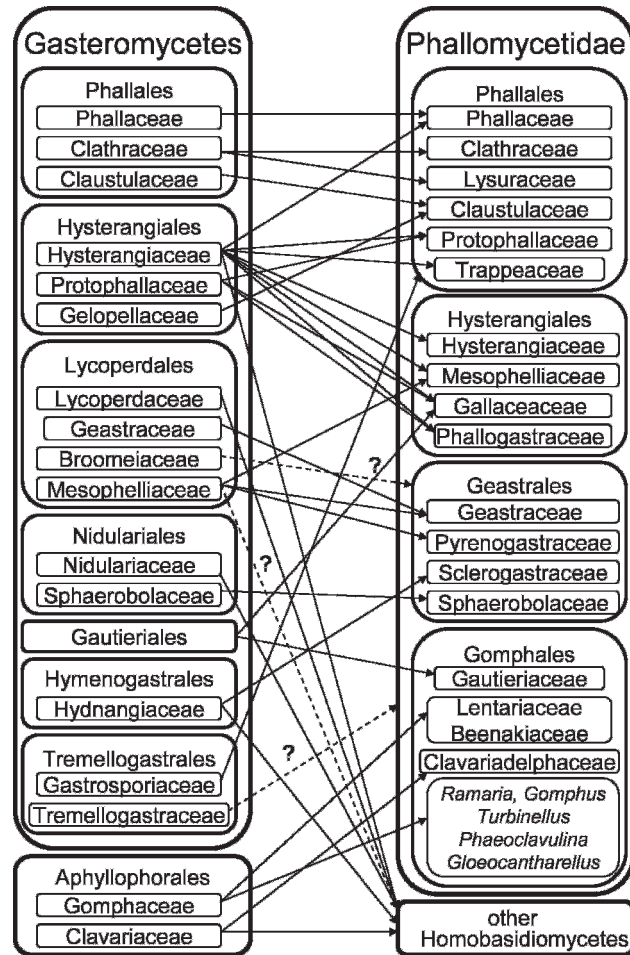 Gasteromycetes
Phallales
Phallaceae
Clathraceae
Claustulaceae
Hysterangiales
Hysterangiaceae
Protophallaceae
Gelopellaceae
Lycoperdales
Lycoperdaceae
Geastraceae
Broomeiaceae
Mesophelliaceae
Nidulariales
Nidulariaceae
Sphaerobolaceae
Gautieriales
Hymenogastrales
Hydnangiaceae
Tremellogastrales
Gastrosporiaceae
Tremellogastraceae
Aphyllophorales
Gomphaceae
Clavariaceae
?
?
?
Phallomycetidae
Phallales
Phallaceae
Clathraceae
Lysuraceae
Claustulaceae
Protophallaceae
Trappeaceae
Hysterangiales
Hysterangiaceae
Mesophelliaceae
Gallaceaceae
Phallogastraceae
Geastrales
Geastraceae
Pyrenogastraceae
Sclerogastraceae
Sphaerobolaceae
Gomphales
Gautieriaceae
Lentariaceae
Beenakiaceae
Clavariadelphaceae
Ramaria, Gomphus
Turbinellus
Phaeoclavulina
Gloeocantharellus
other
Homobasidiomycetes